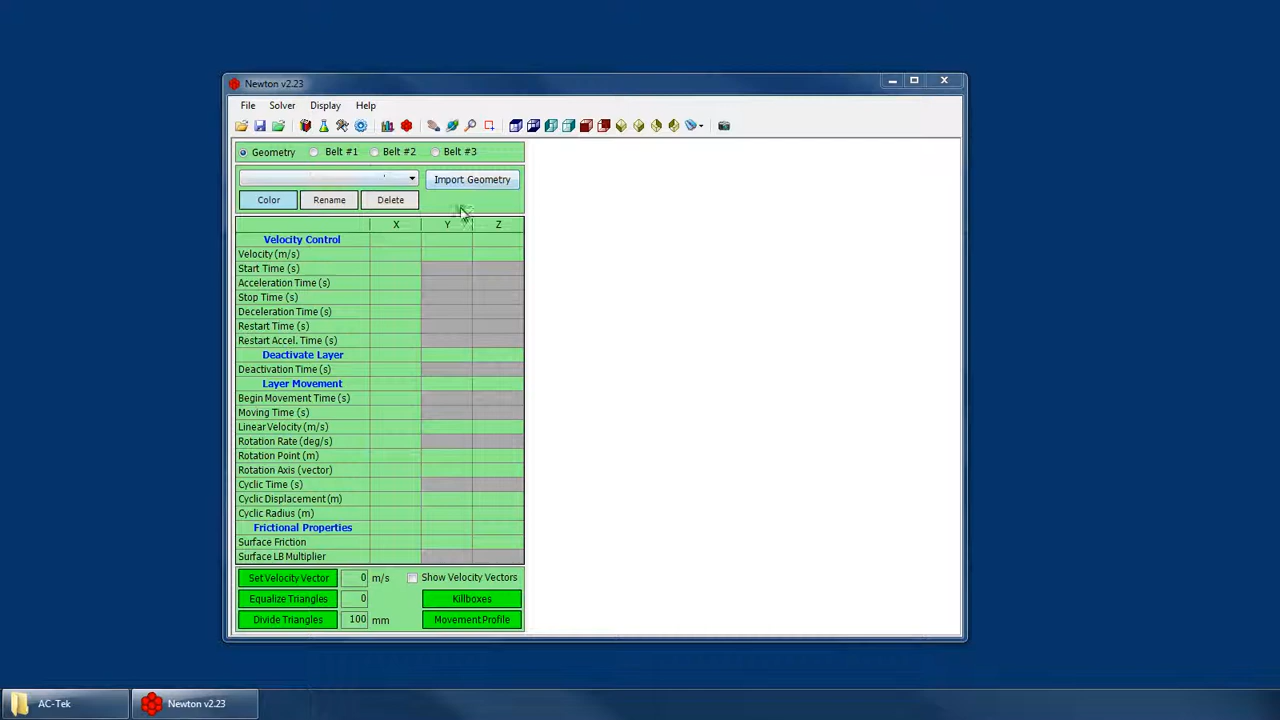 Newton v2.23
File Solver Display Help
Geometry Belt #1 Belt #2 Belt #3
Import Geometry
Color Rename Delete
X Y Z
Velocity Control
Velocity (m/s)
Start Time (s)
Acceleration Time (s)
Stop Time (s)
Deceleration Time (s)
Restart Time (s)
Restart Accel. Time (s)
Deactivate Layer
Deactivation Time (s)
Layer Movement
Begin Movement Time (s)
Moving Time (s)
Linear Velocity (m/s)
Rotation Rate (deg/s)
Rotation Point (m)
Rotation Axis (vector)
Cyclic Time (s)
Cyclic Displacement (m)
Cyclic Radius (m)
Frictional Properties
Surface Friction
Surface LB Multiplier
Set Velocity Vector 0 m/s Show Velocity Vectors
Equalize Triangles 0 Killboxes
Divide Triangles 100 mm Movement Profile
AC-Tek Newton v2.23